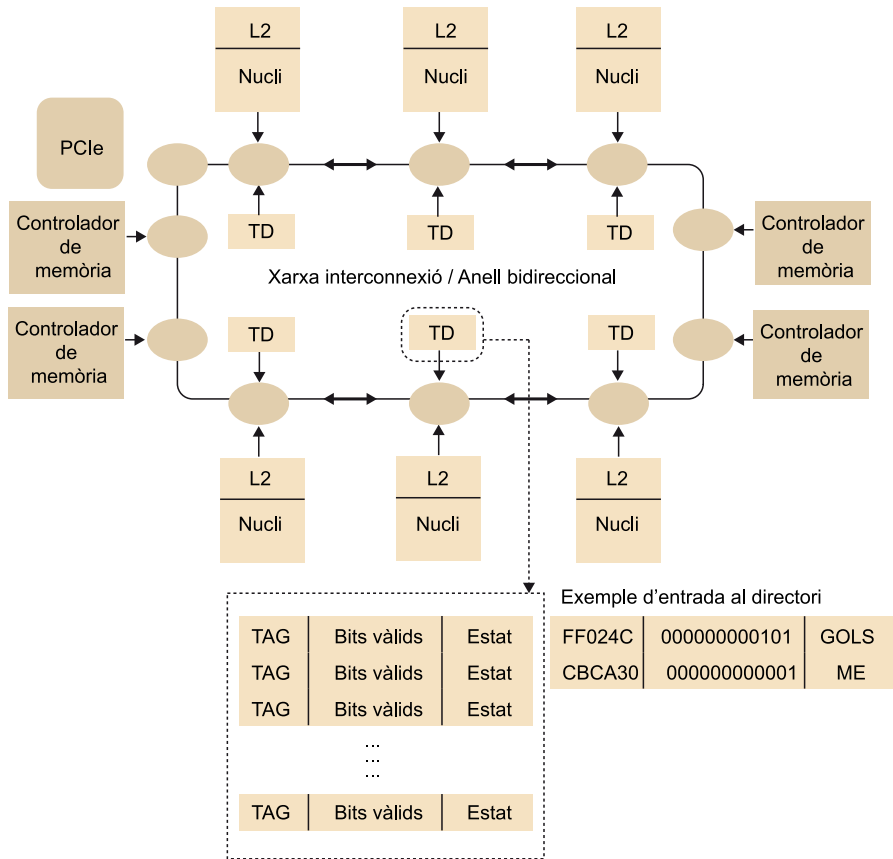 L2
L2
L2
Nucli
Nucli
Nucli
PCIe
Controlador
de
memòria
TD
TD
TD
Controlador
de
memòria
Xarxa interconnexió / Anell bidireccional
Controlador
de
memòria
TD
TD
TD
Controlador
de
memòria
L2
L2
L2
Nucli
Nucli
Nucli
Exemple d'entrada al directori
FF024C 000000000101 GOLS
CBCA30 000000000001 ME
TAG Bits vàlids Estat
TAG Bits vàlids Estat
TAG Bits vàlids Estat
...
...
TAG Bits vàlids Estat